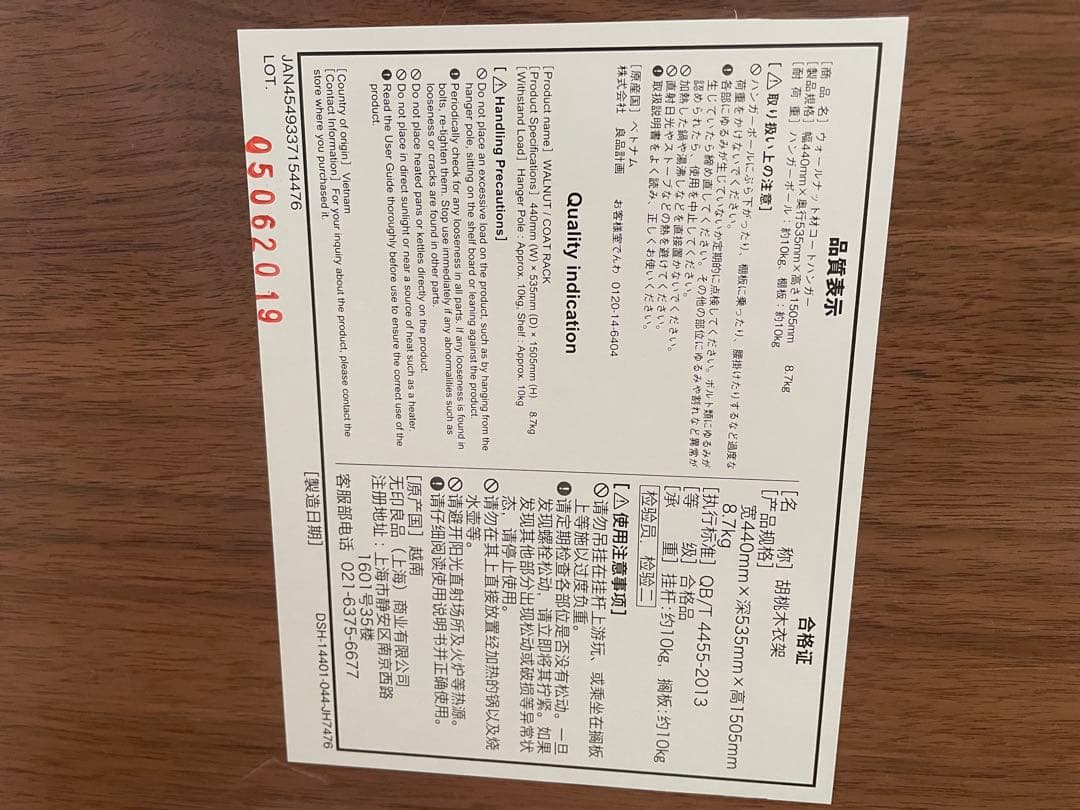 品質表示
[商　品　名] ウォールナット材コートハンガー
[製品規格] 幅440mm×奥行535mm×高さ1505mm　8.7kg
[耐　荷　重] ハンガーポール：約10kg、棚板：約10kg
[⚠取り扱い上の注意]
🚫ハンガーポールにぶら下がったり、棚板に乗ったり、腰掛けたりするなど過度な
荷重をかけないでください。
❗各部にゆるみが生じていないか定期的に点検してください。ボルト類にゆるみが
生じていたら締め直してください。その他の部位にゆるみや割れなど異常が
認められたら、使用を中止してください。
🚫加熱した鍋や湯沸しなどを直接置かないでください。
🚫直射日光やストーブなどの熱を避けてください。
❗取扱説明書をよく読み、正しくお使いください。
[原産国] ベトナム
株式会社　良品計画　お客様室でんわ　0120-14-6404
Quality indication
[Product name] WALNUT / COAT RACK
[Product Specifications] 440mm (W) × 535mm (D) × 1505mm (H)　8.7kg
[Withstand Load] Hanger Pole : Approx. 10kg, Shelf : Approx. 10kg
[⚠Handling Precautions]
🚫Do not place an excessive load on the product, such as by hanging from the
hanger pole, sitting on the shelf board or leaning against the product.
❗Periodically check for any looseness in all parts. If any looseness is found in
bolts, re-tighten them. Stop use immediately if any abnormalities such as
looseness or cracks are found in other parts.
🚫Do not place heated pans or kettles directly on the product.
🚫Do not place in direct sunlight or near a source of heat such as a heater.
❗Read the User Guide thoroughly before use to ensure the correct use of the
product.
[Country of origin] Vietnam
[Contact Information] For your inquiry about the product, please contact the
store where you purchased it.
JAN4549337154476
LOT.
05062019
合格证
[名　　称] 胡桃木衣架
[产品规格]
宽440mm×深535mm×高1505mm
8.7kg
[执行标准] QB/T 4455-2013
[等　　级] 合格品
[承　　重] 挂杆：约10kg，搁板：约10kg
检验员　检验二
[⚠使用注意事项]
🚫请勿吊挂在挂杆上游玩、或乘坐在搁板
上等施以过度负重。
❗请定期检查各部位是否没有松动。一旦
发现螺栓松动，请立即将其拧紧。如果
发现其他部分出现松动或破损等异常状
态，请停止使用。
🚫请勿在其上直接放置经加热的锅以及烧
水壶等。
🚫请避开阳光直射场所及火炉等热源。
❗请仔细阅读使用说明书并正确使用。
[原产国] 越南
无印良品（上海）商业有限公司
注册地址：上海市静安区南京西路
1601号35楼
客服部电话　021-6375-6677
[製造日期]
DSH-14401-044-JH7476